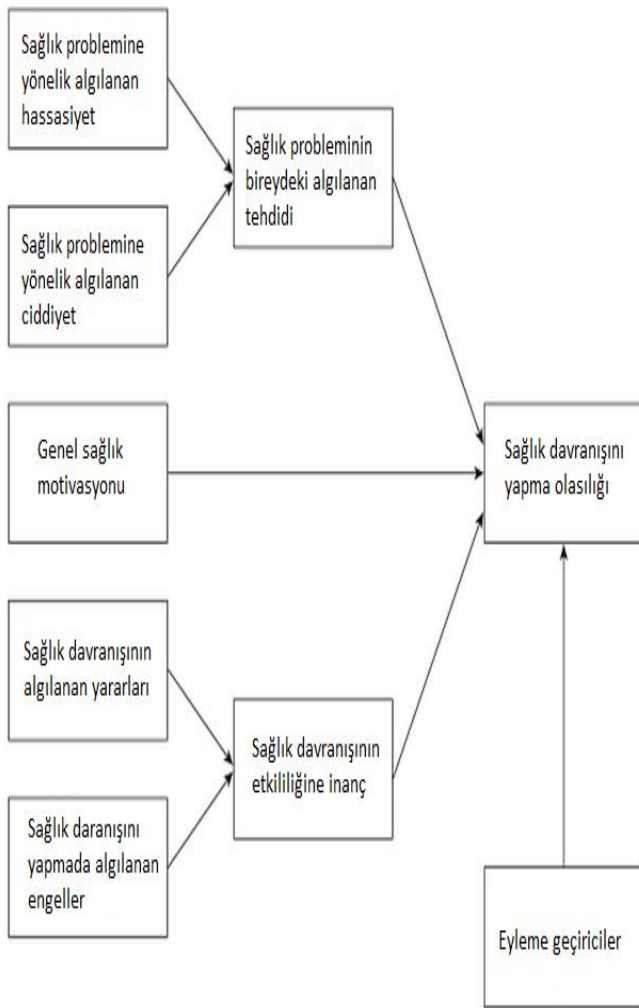 Sağlık problemine
yönelik algılanan
hassasiyet
Sağlık probleminin
bireydeki algılanan
tehdidi
Sağlık problemine
yönelik algılanan
ciddiyet
Genel sağlık
motivasyonu
Sağlık davranışını
yapma olasılığı
Sağlık davranışının
algılanan yararları
Sağlık davranışının
etkililiğine inanç
Sağlık daranışını
yapmada algılanan
engeller
Eyleme geçiriciler